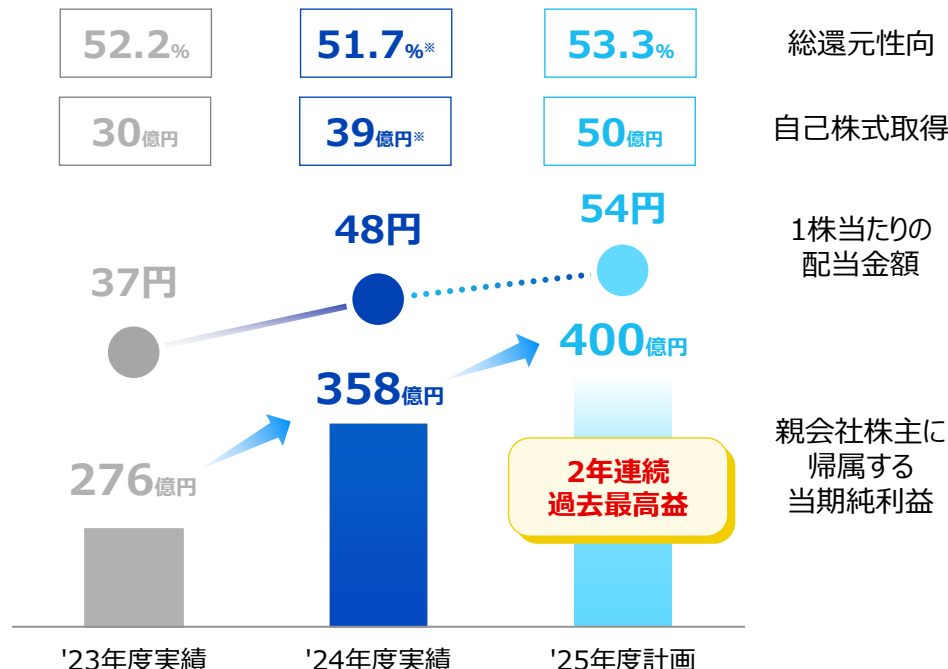 52.2% 51.7%※ 53.3% 総還元性向
30億円 39億円※ 50億円 自己株式取得
37円 48円 54円 1株当たりの
配当金額
276億円 358億円 400億円 親会社株主に
帰属する
当期純利益
2年連続
過去最高益
'23年度実績 '24年度実績 '25年度計画